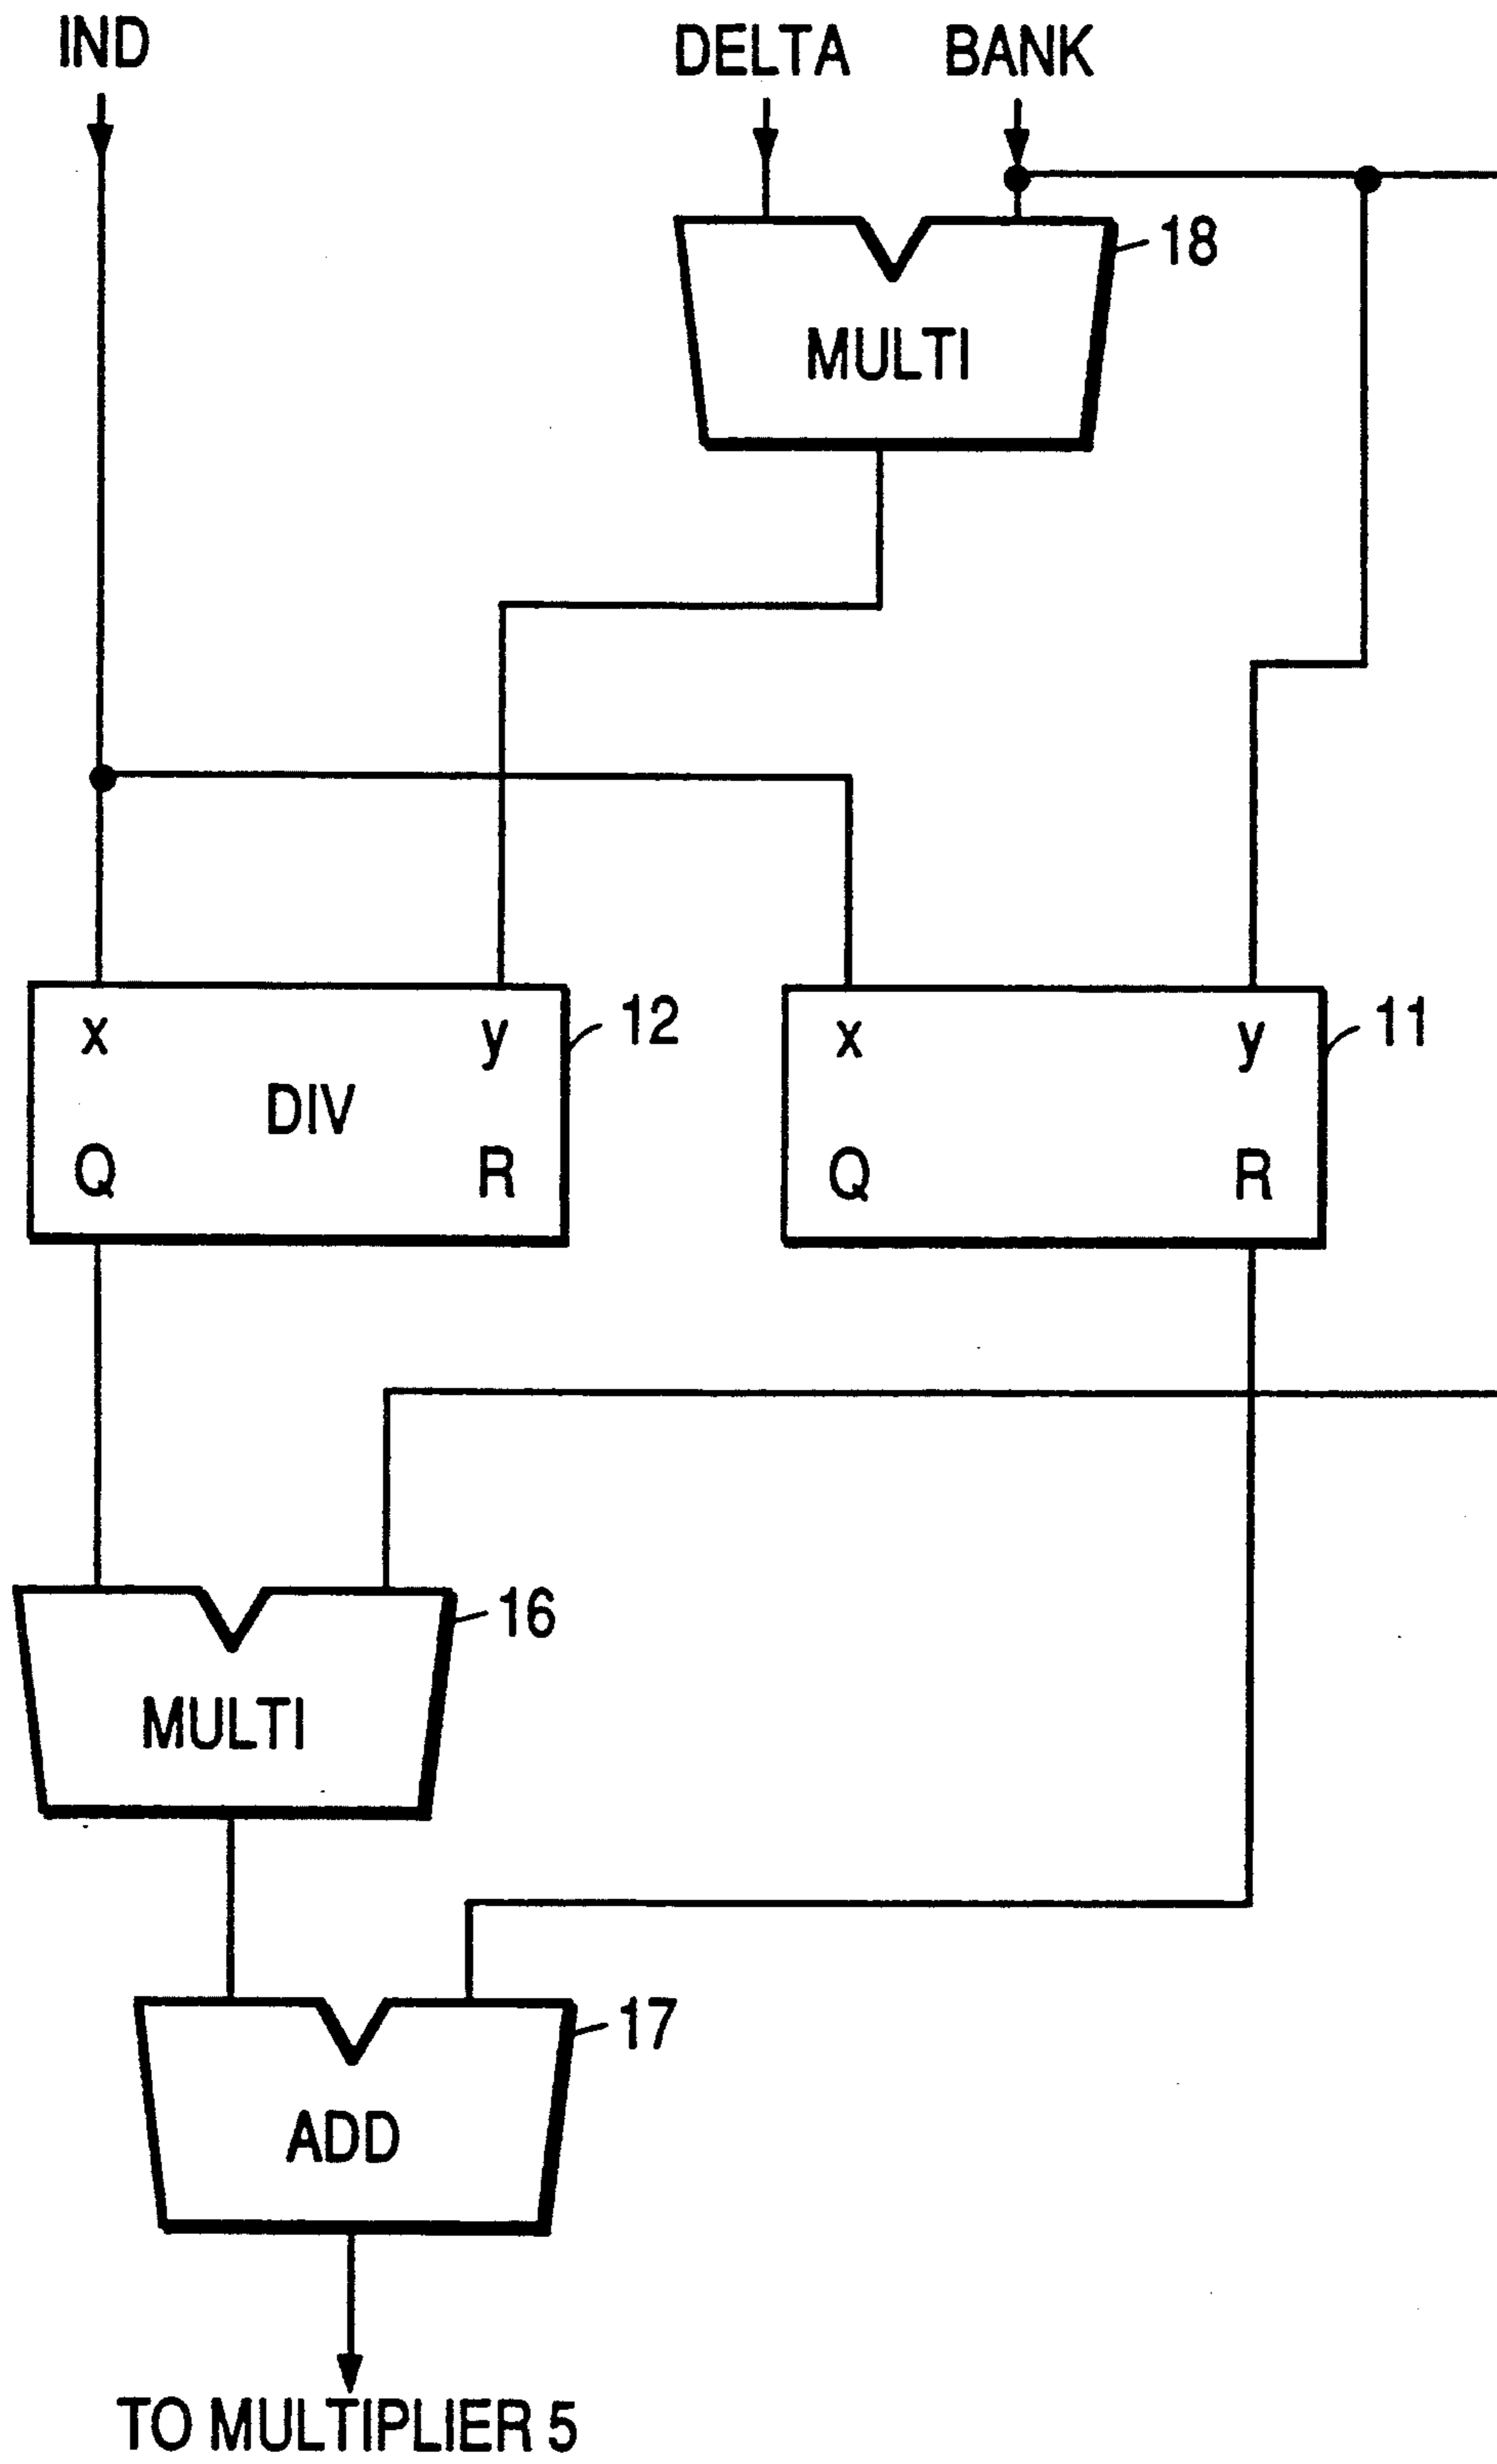 IND
DELTA
BANK
18
MULTI
x
y
12
DIV
Q
R
x
y
11
Q
R
16
MULTI
17
ADD
TO MULTIPLIER 5